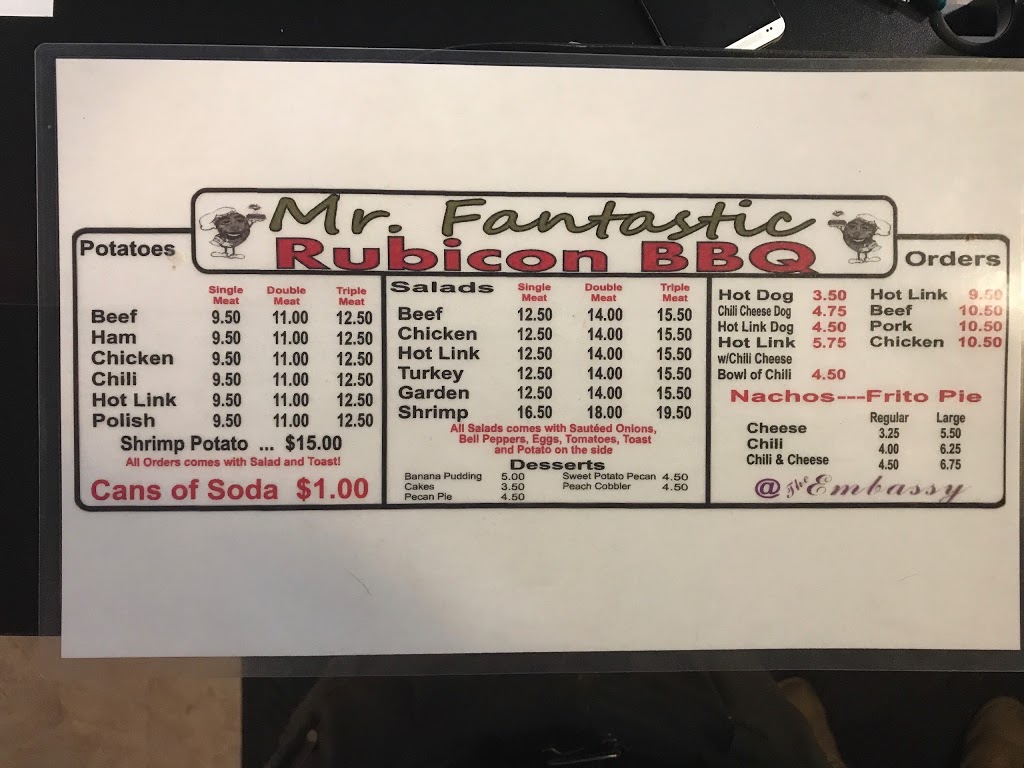 Mr. Fantastic
Rubicon BBQ
Potatoes
Single Meat Double Meat Triple Meat
Beef 9.50 11.00 12.50
Ham 9.50 11.00 12.50
Chicken 9.50 11.00 12.50
Chili 9.50 11.00 12.50
Hot Link 9.50 11.00 12.50
Polish 9.50 11.00 12.50
Shrimp Potato ... $15.00
All Orders comes with Salad and Toast!
Cans of Soda $1.00
Salads Single Meat Double Meat Triple Meat
Beef 12.50 14.00 15.50
Chicken 12.50 14.00 15.50
Hot Link 12.50 14.00 15.50
Turkey 12.50 14.00 15.50
Garden 12.50 14.00 15.50
Shrimp 16.50 18.00 19.50
All Salads comes with Sautéed Onions,
Bell Peppers, Eggs, Tomatoes, Toast
and Potato on the side
Desserts
Banana Pudding 5.00 Sweet Potato Pecan 4.50
Cakes 3.50 Peach Cobbler 4.50
Pecan Pie 4.50
Orders
Hot Dog 3.50 Hot Link 9.50
Chili Cheese Dog 4.75 Beef 10.50
Hot Link Dog 4.50 Pork 10.50
Hot Link 5.75 Chicken 10.50
w/Chili Cheese
Bowl of Chili 4.50
Nachos---Frito Pie
Regular Large
Cheese 3.25 5.50
Chili 4.00 6.25
Chili & Cheese 4.50 6.75
@ The Embassy